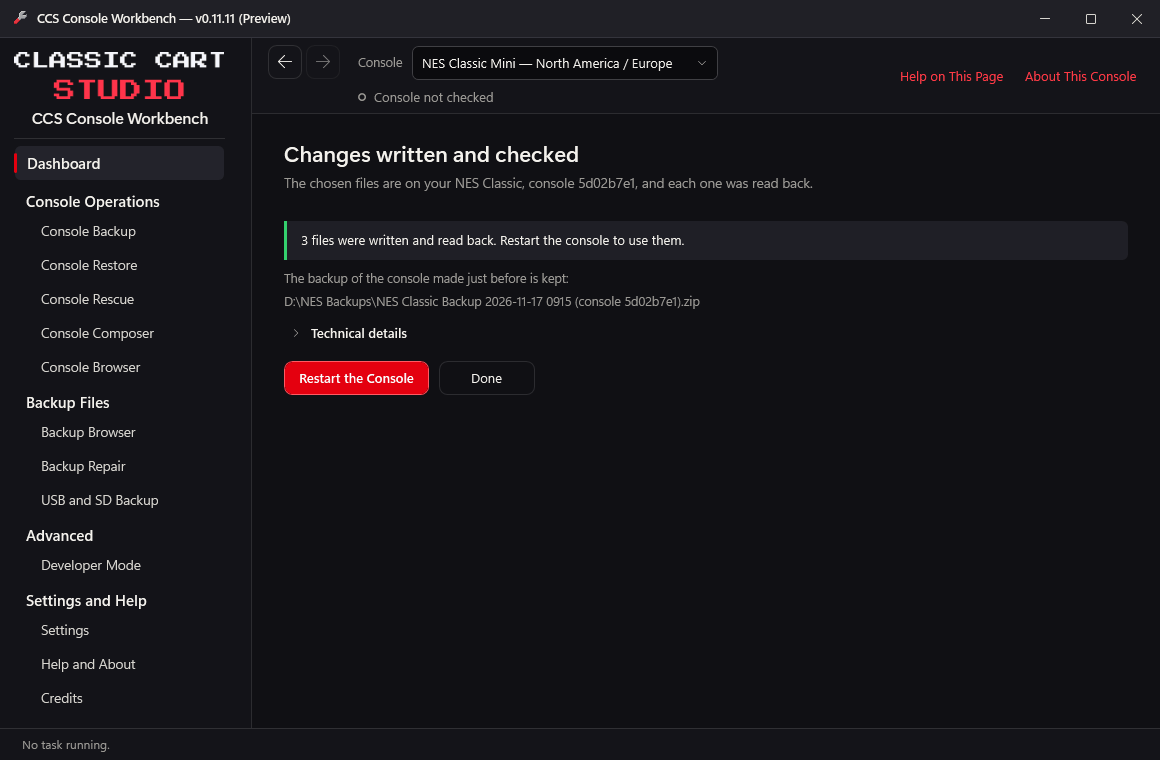 CCS Console Workbench — v0.11.11 (Preview)
CLASSIC CART
STUDIO
CCS Console Workbench
Dashboard
Console Operations
Console Backup
Console Restore
Console Rescue
Console Composer
Console Browser
Backup Files
Backup Browser
Backup Repair
USB and SD Backup
Advanced
Developer Mode
Settings and Help
Settings
Help and About
Credits
Console
NES Classic Mini — North America / Europe
Console not checked
Help on This Page
About This Console
Changes written and checked
The chosen files are on your NES Classic, console 5d02b7e1, and each one was read back.
3 files were written and read back. Restart the console to use them.
The backup of the console made just before is kept:
D:\NES Backups\NES Classic Backup 2026-11-17 0915 (console 5d02b7e1).zip
Technical details
Restart the Console
Done
No task running.